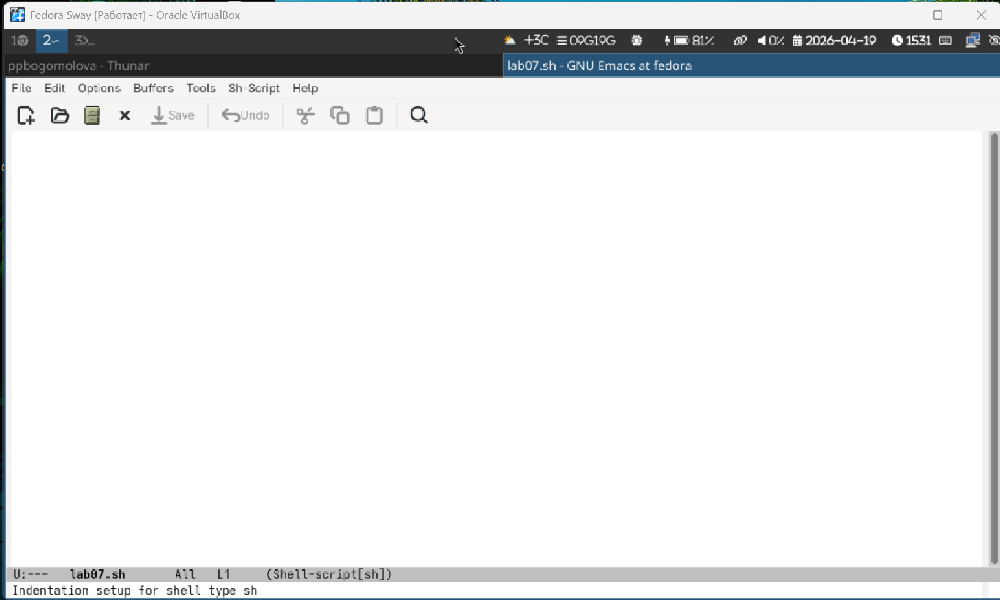 Fedora Sway [Работает] - Oracle VirtualBox
1 2 3 +3C 09G19G 81% 0% 2026-04-19 1531
ppbogomolova - Thunar lab07.sh - GNU Emacs at fedora
File Edit Options Buffers Tools Sh-Script Help
Save Undo
U:--- lab07.sh All L1 (Shell-script[sh])
Indentation setup for shell type sh